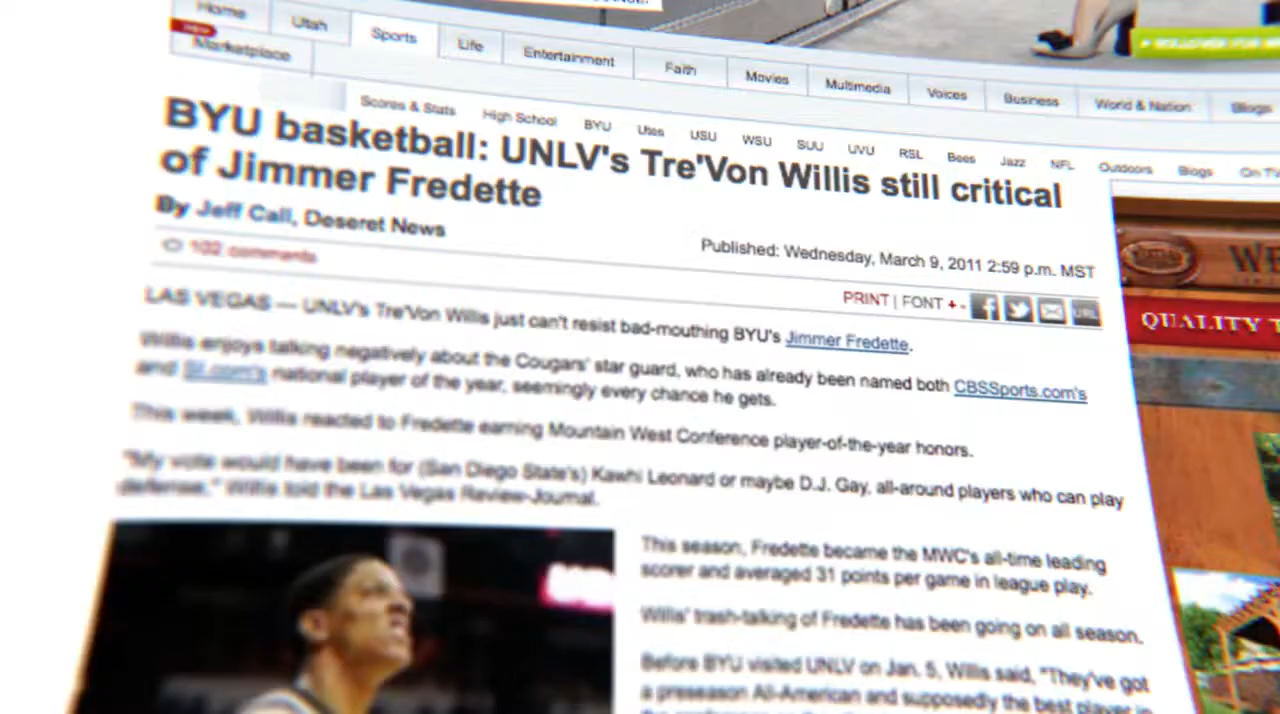 Home
Utah
Sports
Life
Entertainment
Faith
Movies
Multimedia
Voices
Business
World & Nation
Blogs
NEW
Marketplace
Scores & Stats
High School
BYU
Utes
USU
WSU
SUU
UVU
RSL
Bees
Jazz
NFL
Outdoors
Blogs
On TV
BYU basketball: UNLV's Tre'Von Willis still critical
of Jimmer Fredette
By Jeff Call, Deseret News
102 comments
Published: Wednesday, March 9, 2011 2:59 p.m. MST
PRINT | FONT + -
URL
LAS VEGAS — UNLV's Tre'Von Willis just can't resist bad-mouthing BYU's Jimmer Fredette.
Willis enjoys talking negatively about the Cougars' star guard, who has already been named both CBSSports.com's
and SI.com's national player of the year, seemingly every chance he gets.
This week, Willis reacted to Fredette earning Mountain West Conference player-of-the-year honors.
"My vote would have been for (San Diego State's) Kawhi Leonard or maybe D.J. Gay, all-around players who can play
defense," Willis told the Las Vegas Review-Journal.
This season, Fredette became the MWC's all-time leading
scorer and averaged 31 points per game in league play.
Willis' trash-talking of Fredette has been going on all season.
Before BYU visited UNLV on Jan. 5, Willis said, "They've got
a preseason All-American and supposedly the best player in
QUALITY